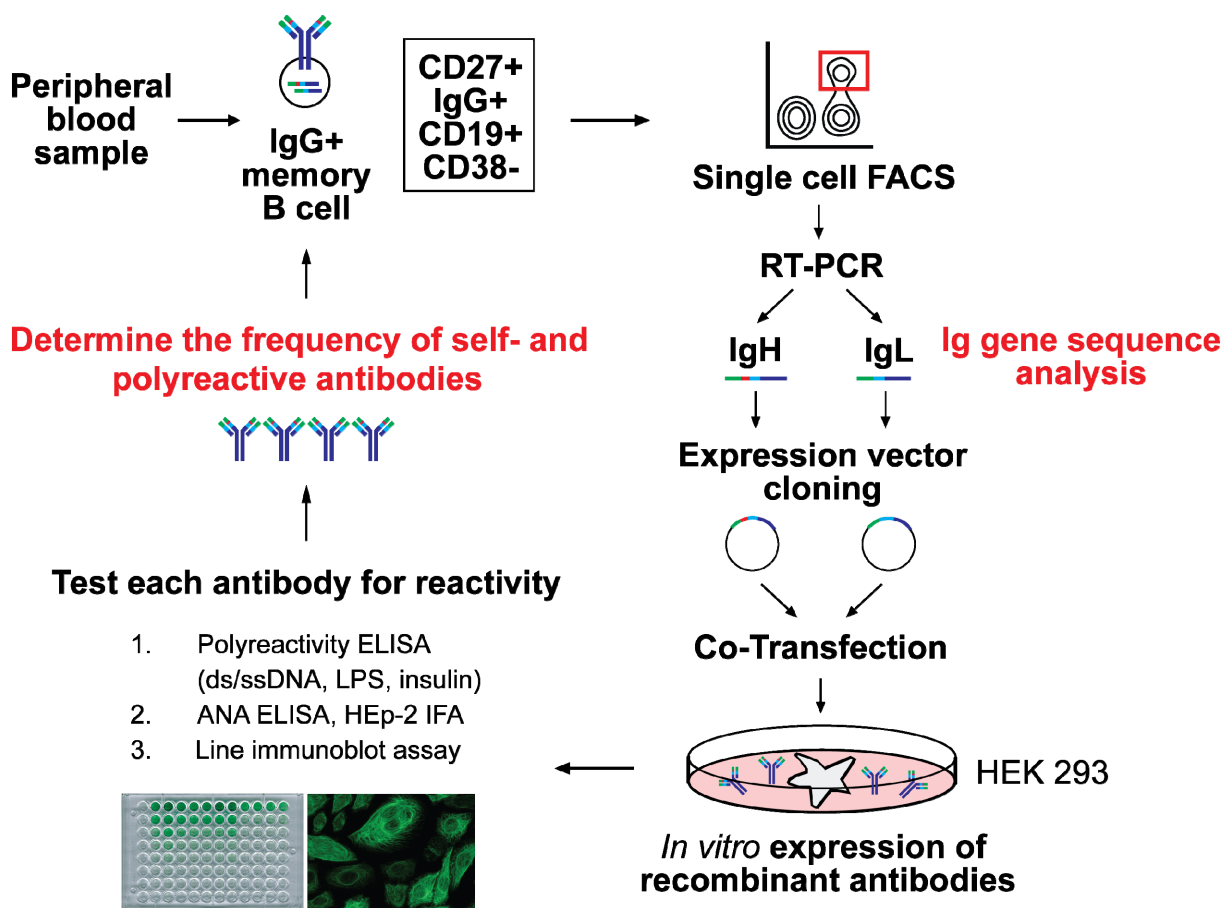 Peripheral
blood
sample
IgG+
memory
B cell
CD27+
IgG+
CD19+
CD38-
Single cell FACS
RT-PCR
IgH
IgL
Ig gene sequence
analysis
Expression vector
cloning
Co-Transfection
HEK 293
In vitro expression of
recombinant antibodies
Test each antibody for reactivity
1. Polyreactivity ELISA
(ds/ssDNA, LPS, insulin)
2. ANA ELISA, HEp-2 IFA
3. Line immunoblot assay
Determine the frequency of self- and
polyreactive antibodies